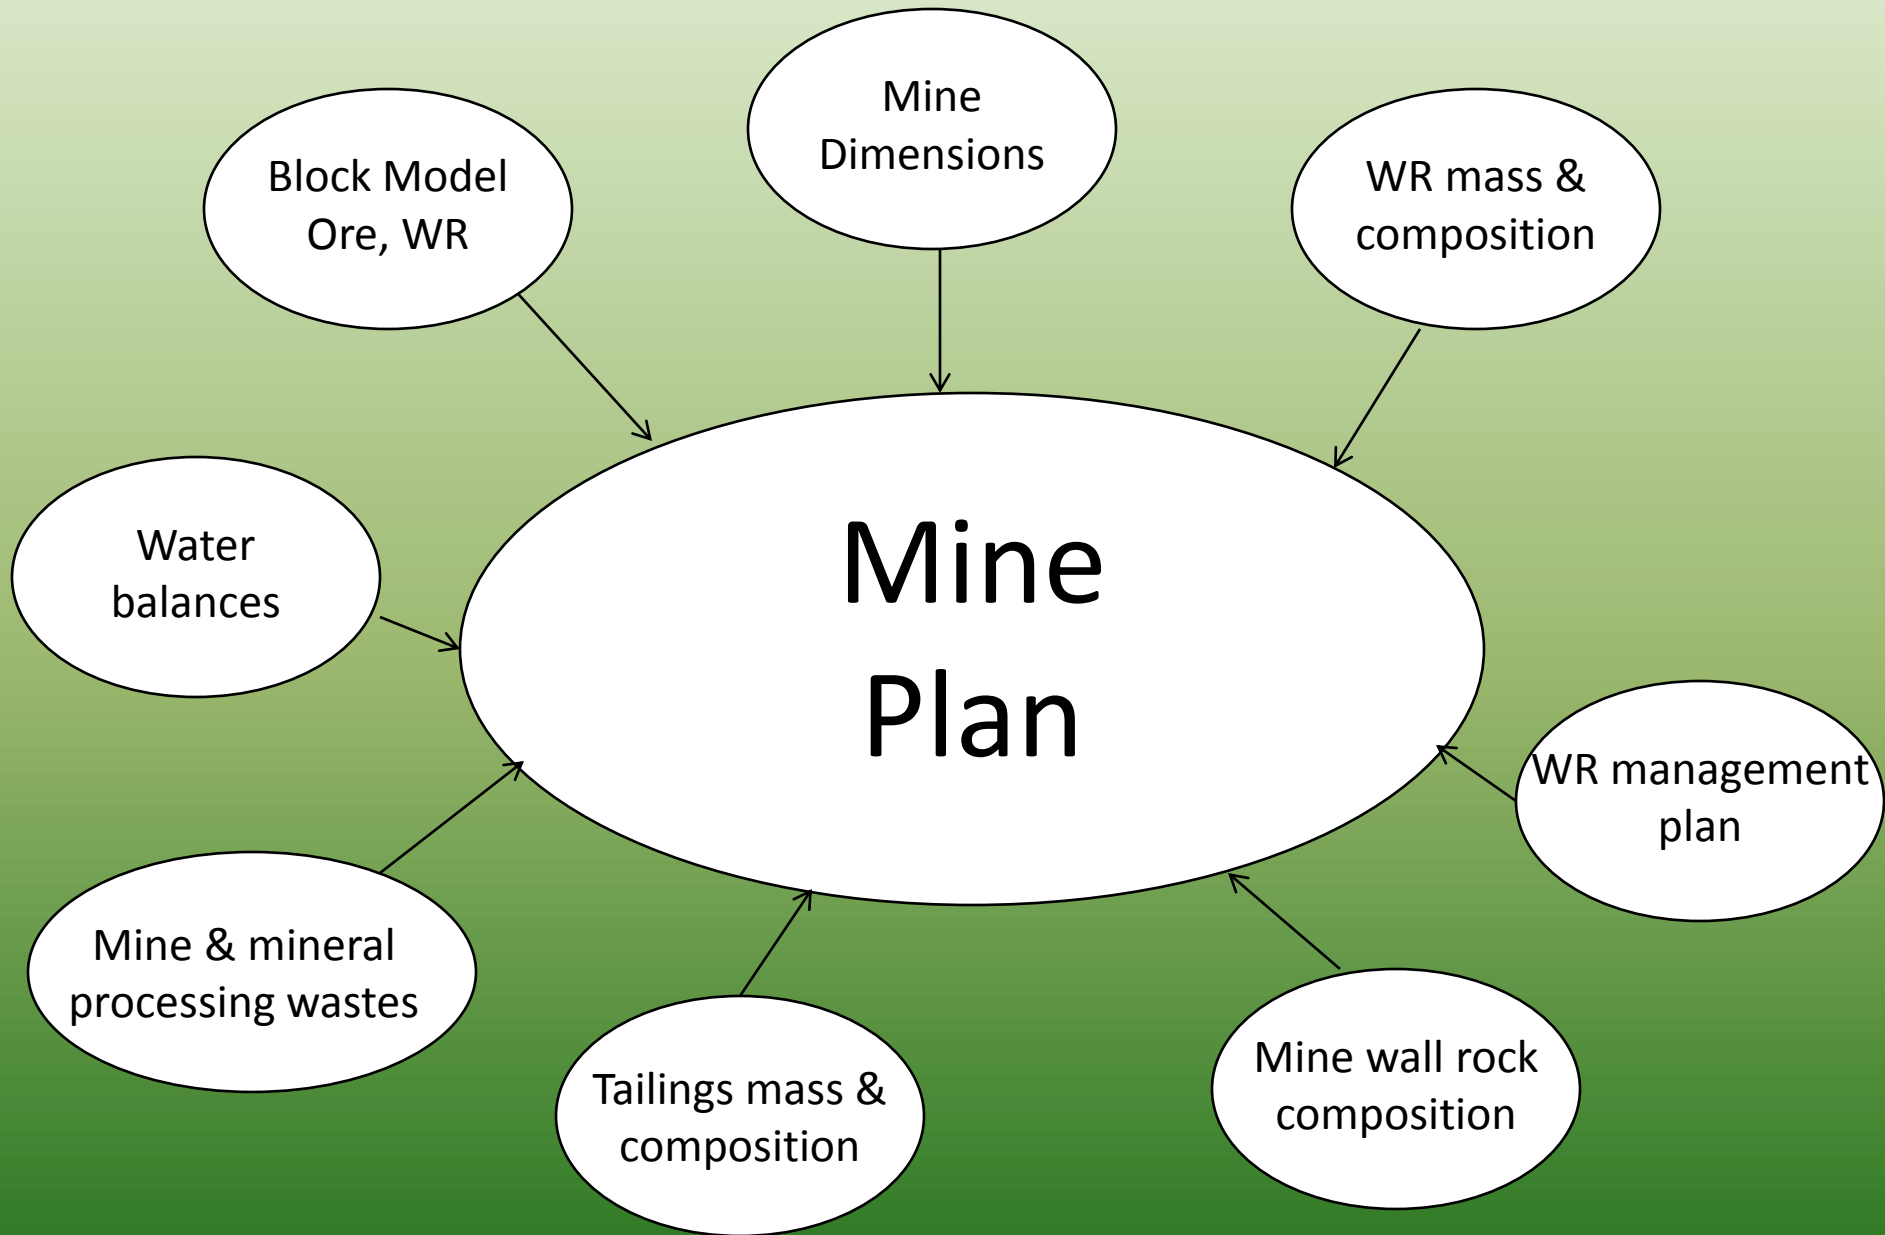 Mine
Dimensions
Block Model
Ore, WR
WR mass &
composition
Water
balances
Mine
Plan
WR management
plan
Mine & mineral
processing wastes
Tailings mass &
composition
Mine wall rock
composition